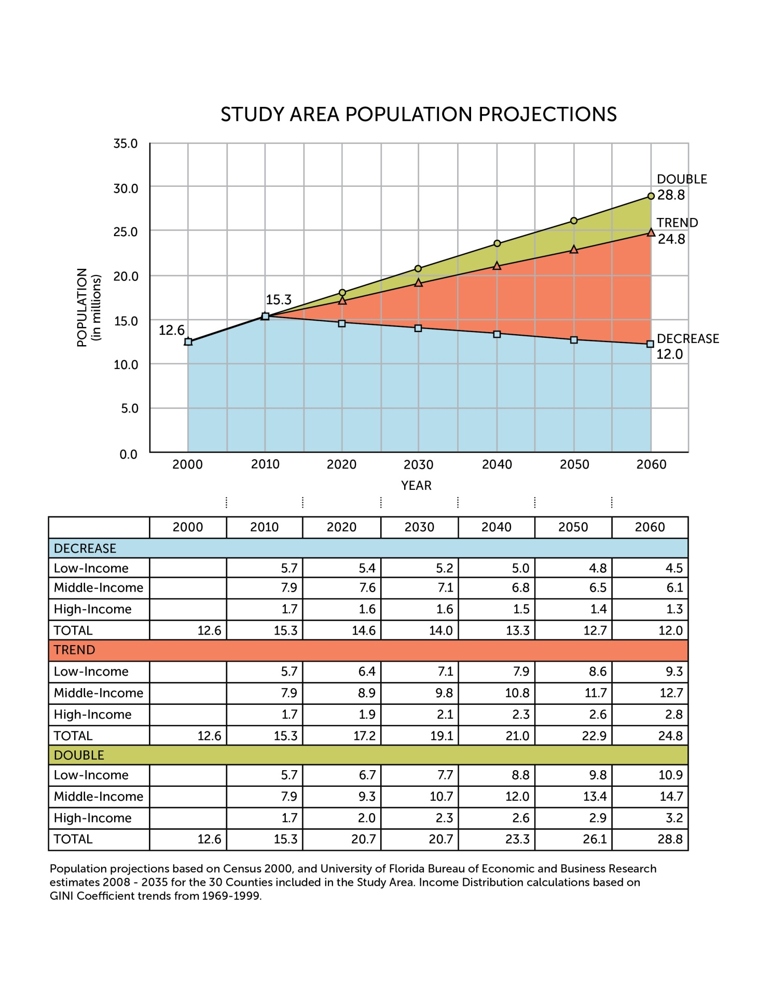 STUDY AREA POPULATION PROJECTIONS
35.0
30.0
25.0
20.0
15.0
10.0
5.0
0.0
POPULATION
(in millions)
12.6
15.3
DOUBLE
28.8
TREND
24.8
DECREASE
12.0
2000 2010 2020 2030 2040 2050 2060
YEAR
2000 2010 2020 2030 2040 2050 2060
DECREASE
Low-Income 5.7 5.4 5.2 5.0 4.8 4.5
Middle-Income 7.9 7.6 7.1 6.8 6.5 6.1
High-Income 1.7 1.6 1.6 1.5 1.4 1.3
TOTAL 12.6 15.3 14.6 14.0 13.3 12.7 12.0
TREND
Low-Income 5.7 6.4 7.1 7.9 8.6 9.3
Middle-Income 7.9 8.9 9.8 10.8 11.7 12.7
High-Income 1.7 1.9 2.1 2.3 2.6 2.8
TOTAL 12.6 15.3 17.2 19.1 21.0 22.9 24.8
DOUBLE
Low-Income 5.7 6.7 7.7 8.8 9.8 10.9
Middle-Income 7.9 9.3 10.7 12.0 13.4 14.7
High-Income 1.7 2.0 2.3 2.6 2.9 3.2
TOTAL 12.6 15.3 20.7 20.7 23.3 26.1 28.8
Population projections based on Census 2000, and University of Florida Bureau of Economic and Business Research
estimates 2008 - 2035 for the 30 Counties included in the Study Area. Income Distribution calculations based on
GINI Coefficient trends from 1969-1999.